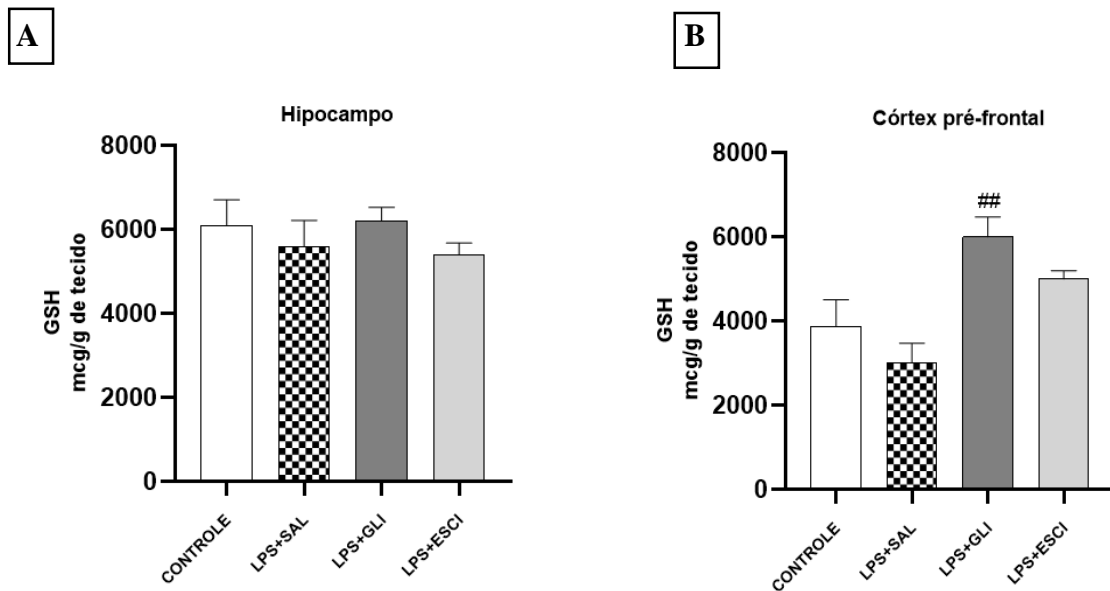 A
Hipocampo
8000
6000
4000
2000
0
GSH
mcg/g de tecido
CONTROLE
LPS+SAL
LPS+GLI
LPS+ESCI
B
Córtex pré-frontal
8000
6000
4000
2000
0
GSH
mcg/g de tecido
##
CONTROLE
LPS+SAL
LPS+GLI
LPS+ESCI